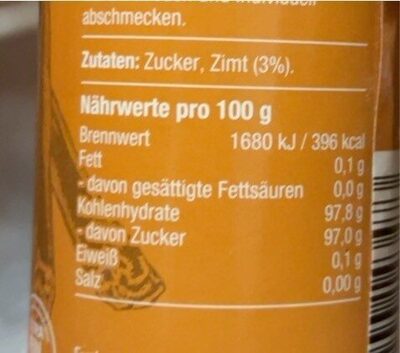 abschmecken.
Zutaten: Zucker, Zimt (3%).
Nährwerte pro 100 g
Brennwert 1680 kJ / 396 kcal
Fett 0,1 g
- davon gesättigte Fettsäuren 0,0 g
Kohlenhydrate 97,8 g
- davon Zucker 97,0 g
Eiweiß 0,1 g
Salz 0,00 g